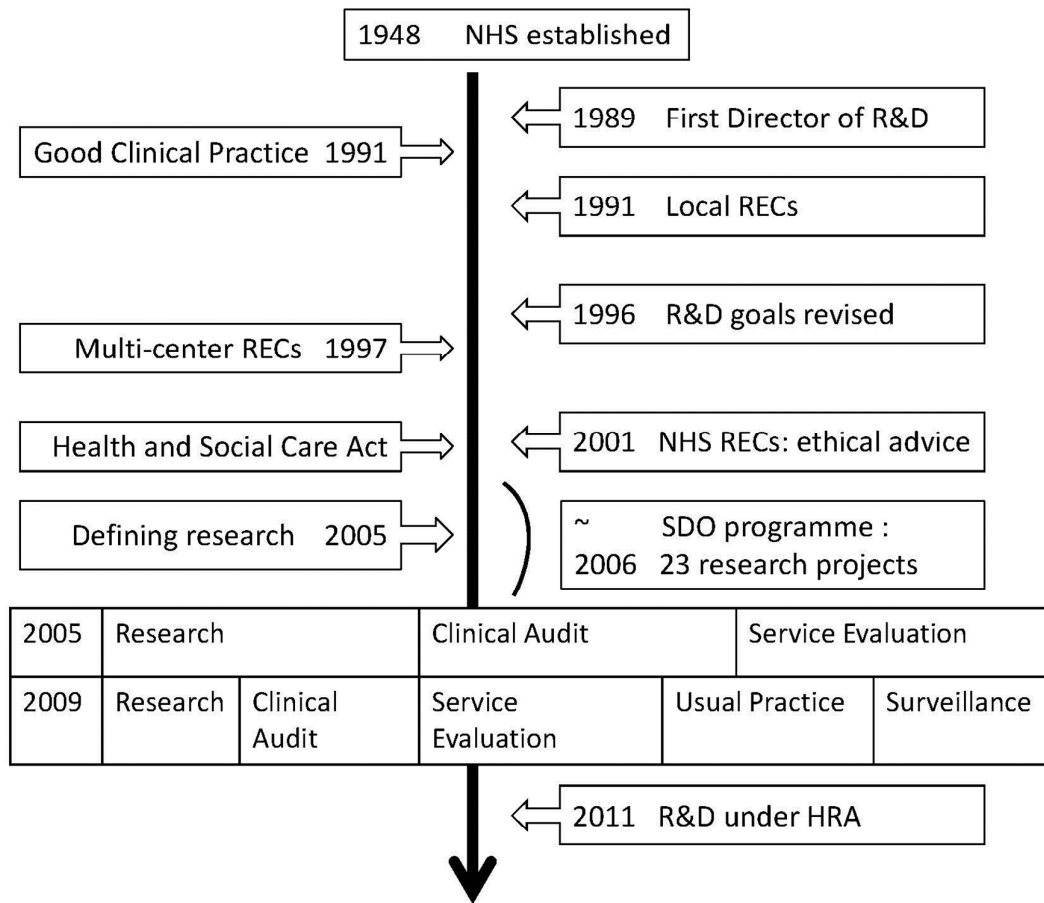 1948 NHS established
1989 First Director of R&D
Good Clinical Practice 1991
1991 Local RECs
1996 R&D goals revised
Multi-center RECs 1997
Health and Social Care Act
2001 NHS RECs: ethical advice
Defining research 2005
~ SDO programme :
2006 23 research projects
2005 Research Clinical Audit Service Evaluation
2009 Research Clinical Service Usual Practice Surveillance
Audit Evaluation
2011 R&D under HRA